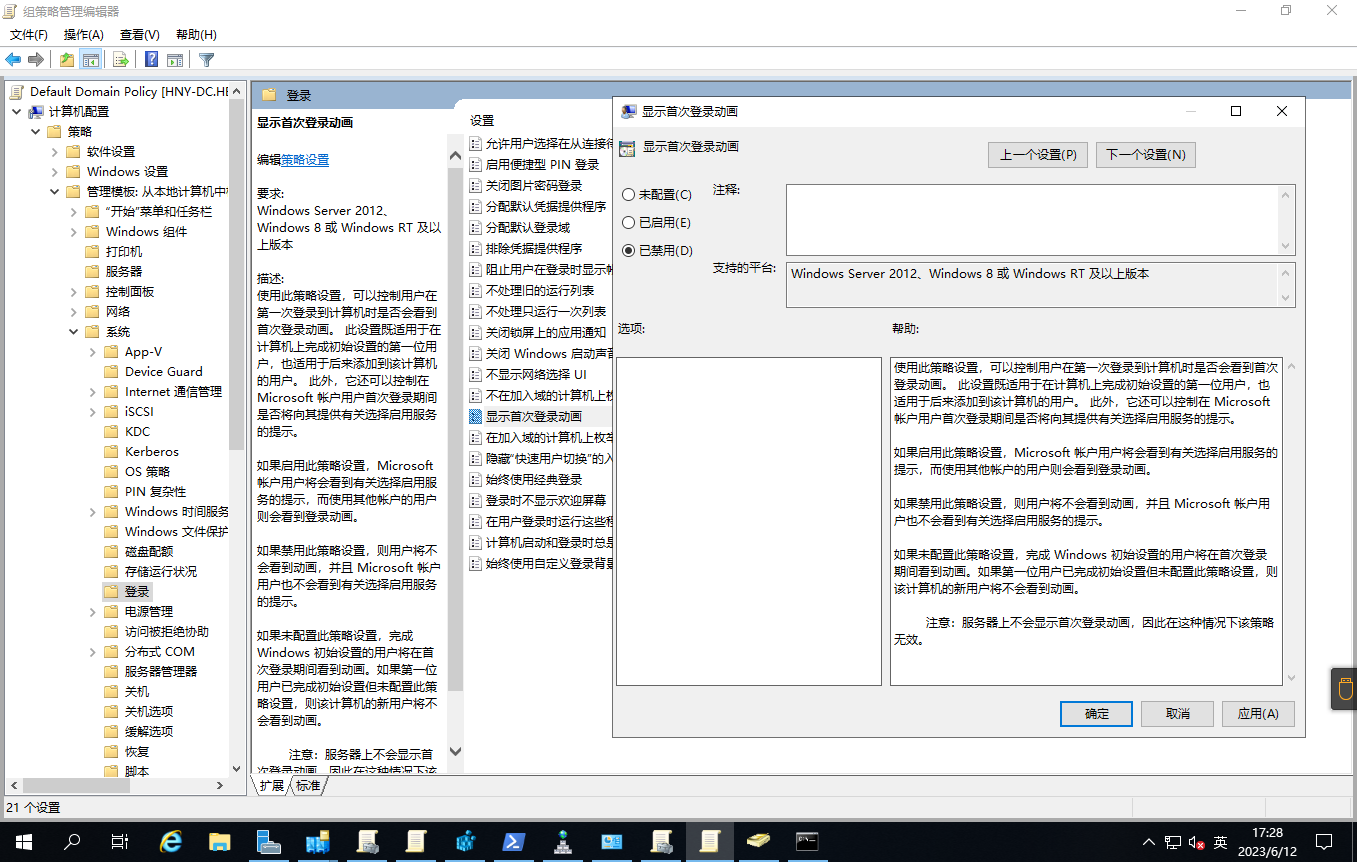 组策略管理编辑器
文件(F) 操作(A) 查看(V) 帮助(H)
Default Domain Policy [HNY-DC.HE
计算机配置
策略
软件设置
Windows 设置
管理模板: 从本地计算机中
“开始”菜单和任务栏
Windows 组件
打印机
服务器
控制面板
网络
系统
App-V
Device Guard
Internet 通信管理
iSCSI
KDC
Kerberos
OS 策略
PIN 复杂性
Windows 时间服务
Windows 文件保护
磁盘配额
存储运行状况
登录
电源管理
访问被拒绝协助
分布式 COM
服务器管理器
关机
关机选项
缓解选项
恢复
脚本
登录
显示首次登录动画
编辑策略设置
要求:
Windows Server 2012、
Windows 8 或 Windows RT 及以
上版本
描述:
使用此策略设置，可以控制用户在
第一次登录到计算机时是否会看到
首次登录动画。 此设置既适用于在
计算机上完成初始设置的第一位用
户，也适用于后来添加到该计算机
的用户。 此外，它还可以控制在
Microsoft 帐户用户首次登录期间
是否将向其提供有关选择启用服务
的提示。
如果启用此策略设置，Microsoft
帐户用户将会看到有关选择启用服
务的提示，而使用其他帐户的用户
则会看到登录动画。
如果禁用此策略设置，则用户将不
会看到动画，并且 Microsoft 帐户
用户也不会看到有关选择启用服务
的提示。
如果未配置此策略设置，完成
Windows 初始设置的用户将在首
次登录期间看到动画。如果第一位
用户已完成初始设置但未配置此策
略设置，则该计算机的新用户将不
会看到动画。
注意：服务器上不会显示首
次登录动画，因此在这种情况下该
设置
允许用户选择在从连接待
启用便捷型 PIN 登录
关闭图片密码登录
分配默认凭据提供程序
分配默认登录域
排除凭据提供程序
阻止用户在登录时显示帐
不处理旧的运行列表
不处理只运行一次列表
关闭锁屏上的应用通知
关闭 Windows 启动声音
不显示网络选择 UI
不在加入域的计算机上枚
显示首次登录动画
在加入域的计算机上枚举
隐藏“快速用户切换”的入
始终使用经典登录
登录时不显示欢迎屏幕
在用户登录时运行这些程
计算机启动和登录时总是
始终使用自定义登录背景
扩展 标准
显示首次登录动画
显示首次登录动画
上一个设置(P) 下一个设置(N)
未配置(C)
已启用(E)
已禁用(D)
注释:
支持的平台:
Windows Server 2012、Windows 8 或 Windows RT 及以上版本
选项:
帮助:
使用此策略设置，可以控制用户在第一次登录到计算机时是否会看到首次
登录动画。 此设置既适用于在计算机上完成初始设置的第一位用户，也
适用于后来添加到该计算机的用户。 此外，它还可以控制在 Microsoft
帐户用户首次登录期间是否将向其提供有关选择启用服务的提示。
如果启用此策略设置，Microsoft 帐户用户将会看到有关选择启用服务的
提示，而使用其他帐户的用户则会看到登录动画。
如果禁用此策略设置，则用户将不会看到动画，并且 Microsoft 帐户用
户也不会看到有关选择启用服务的提示。
如果未配置此策略设置，完成 Windows 初始设置的用户将在首次登录
期间看到动画。如果第一位用户已完成初始设置但未配置此策略设置，则
该计算机的新用户将不会看到动画。
注意：服务器上不会显示首次登录动画，因此在这种情况下该策略
无效。
确定 取消 应用(A)
21 个设置
英
17:28
2023/6/12